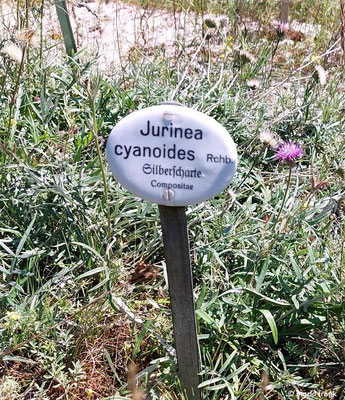 Jurinea
cyanoides Rchb.
Silberſcharte
Compositae